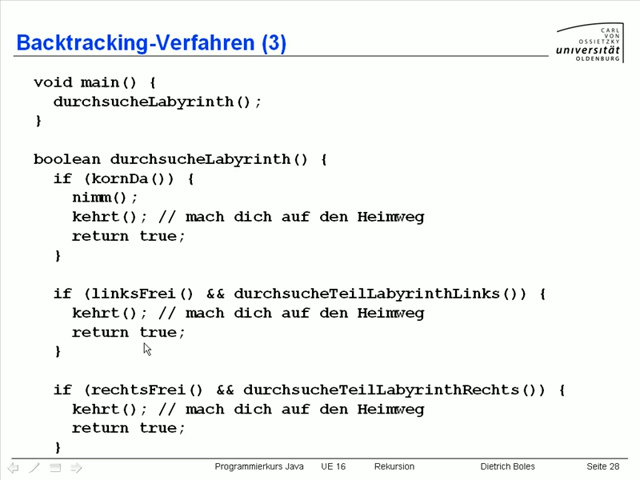 Backtracking-Verfahren (3)
CARL
VON
OSSIETZKY
universität
OLDENBURG
void main() {
durchsucheLabyrinth();
}
boolean durchsucheLabyrinth() {
if (kornDa()) {
nimm();
kehrt(); // mach dich auf den Heimweg
return true;
}
if (linksFrei() && durchsucheTeilLabyrinthLinks()) {
kehrt(); // mach dich auf den Heimweg
return true;
}
if (rechtsFrei() && durchsucheTeilLabyrinthRechts()) {
kehrt(); // mach dich auf den Heimweg
return true;
}
Programmierkurs Java UE 16 Rekursion Dietrich Boles Seite 28